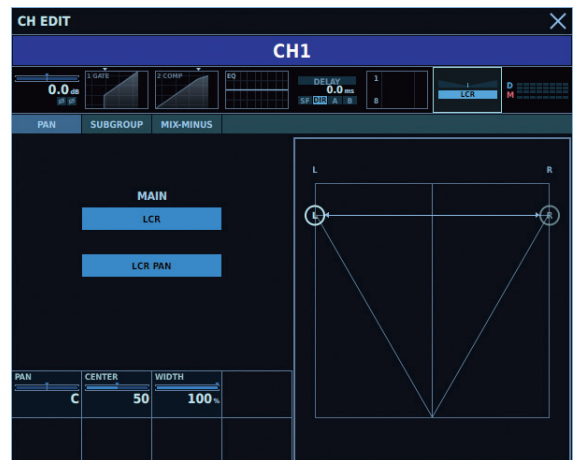 CH EDIT
CH1
0.0 dB
1 GATE
2 COMP
EQ
DELAY
0.0 ms
SF DIR A B
1
8
LCR
D
M
PAN SUBGROUP MIX-MINUS
L R
MAIN
LCR
L R
LCR PAN
PAN CENTER WIDTH
C 50 100%